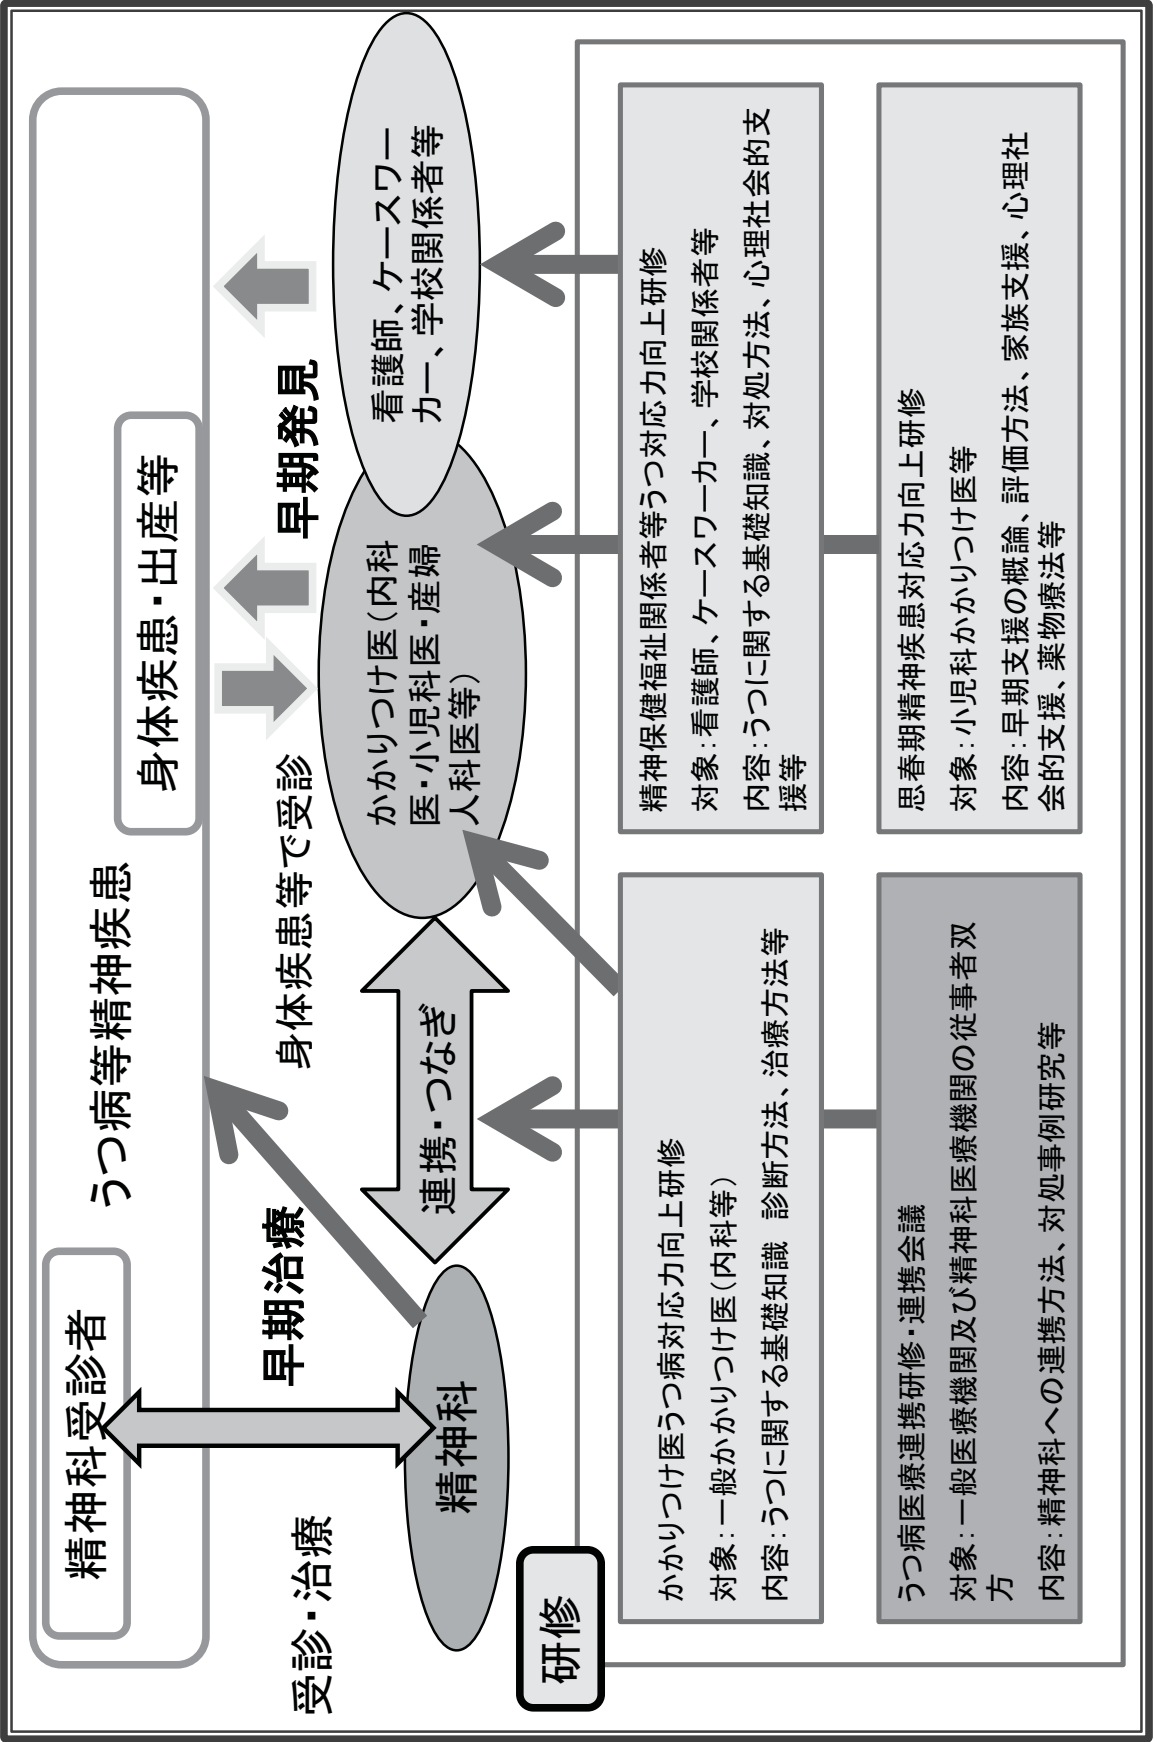 うつ病等精神疾患
精神科受診者
身体疾患・出産等
受診・治療
早期治療
身体疾患等で受診
早期発見
精神科
連携・つなぎ
かかりつけ医(内科
医・小児科医・産婦
人科医等)
看護師、ケースワー
カー、学校関係者等
研修
かかりつけ医うつ病対応力向上研修
対象:一般かかりつけ医(内科等)
内容:うつに関する基礎知識 診断方法、治療方法等
精神保健福祉関係者等うつ対応力向上研修
対象:看護師、ケースワーカー、学校関係者等
内容:うつに関する基礎知識、対処方法、心理社会的支
援等
うつ病医療連携研修・連携会議
対象:一般医療機関及び精神科医療機関の従事者双
方
内容:精神科への連携方法、対処事例研究等
思春期精神疾患対応力向上研修
対象:小児科かかりつけ医等
内容:早期支援の概論、評価方法、家族支援、心理社
会的支援、薬物療法等